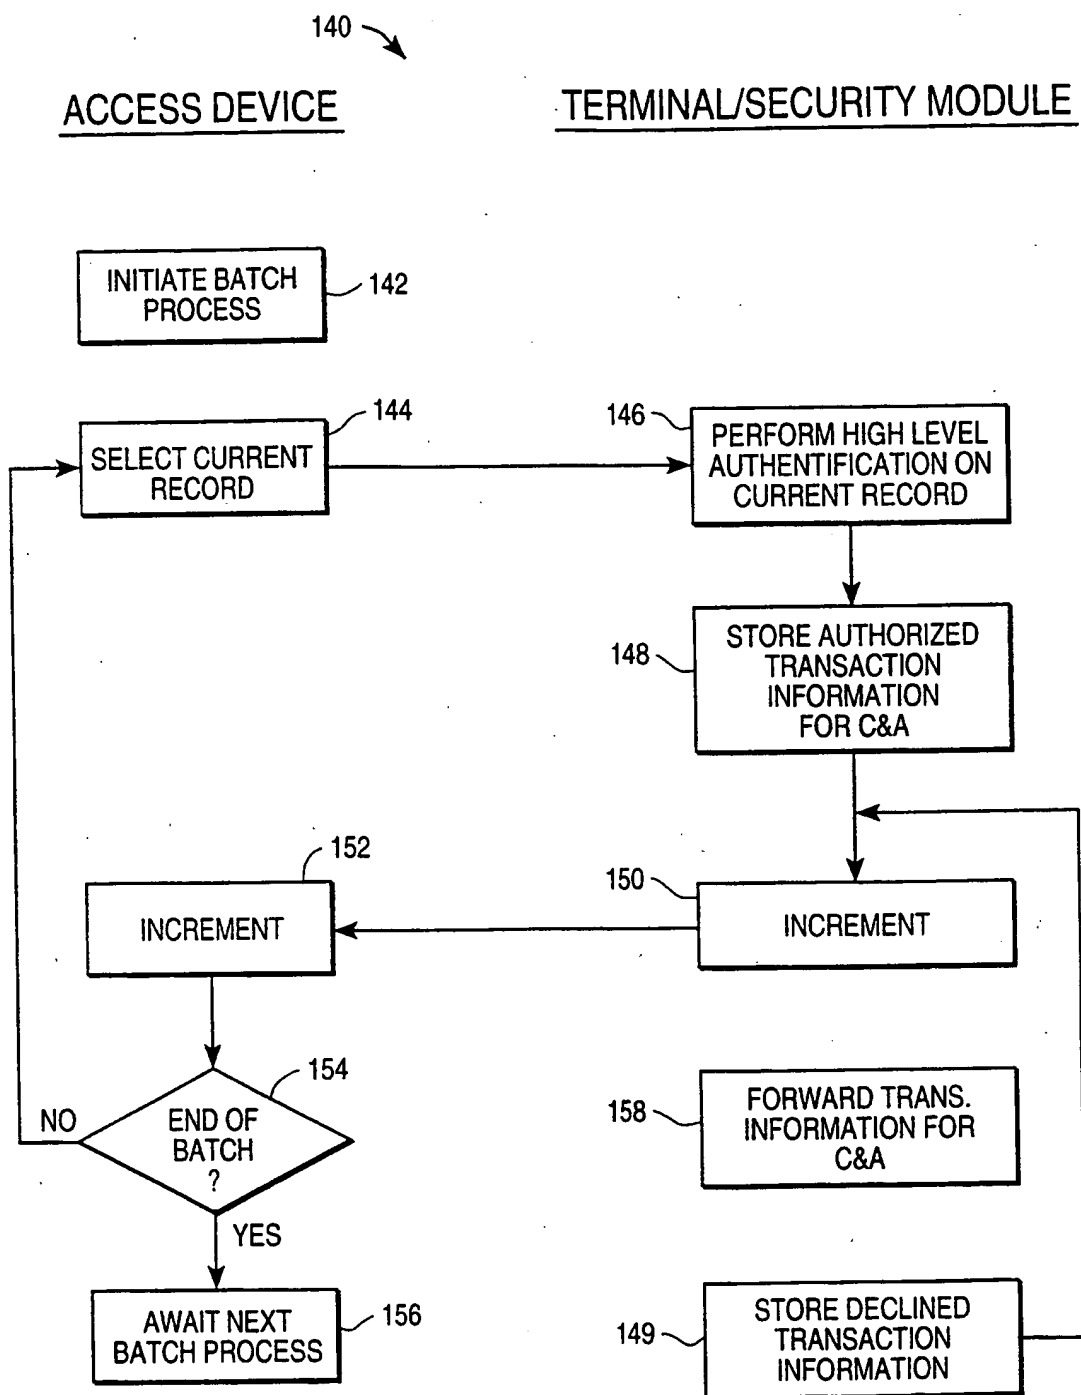 140
ACCESS DEVICE
TERMINAL/SECURITY MODULE
INITIATE BATCH
PROCESS
142
144
SELECT CURRENT
RECORD
146
PERFORM HIGH LEVEL
AUTHENTIFICATION ON
CURRENT RECORD
148
STORE AUTHORIZED
TRANSACTION
INFORMATION
FOR C&A
152
INCREMENT
150
INCREMENT
154
END OF
BATCH
?
NO
YES
158
FORWARD TRANS.
INFORMATION FOR
C&A
AWAIT NEXT
BATCH PROCESS
156
149
STORE DECLINED
TRANSACTION
INFORMATION